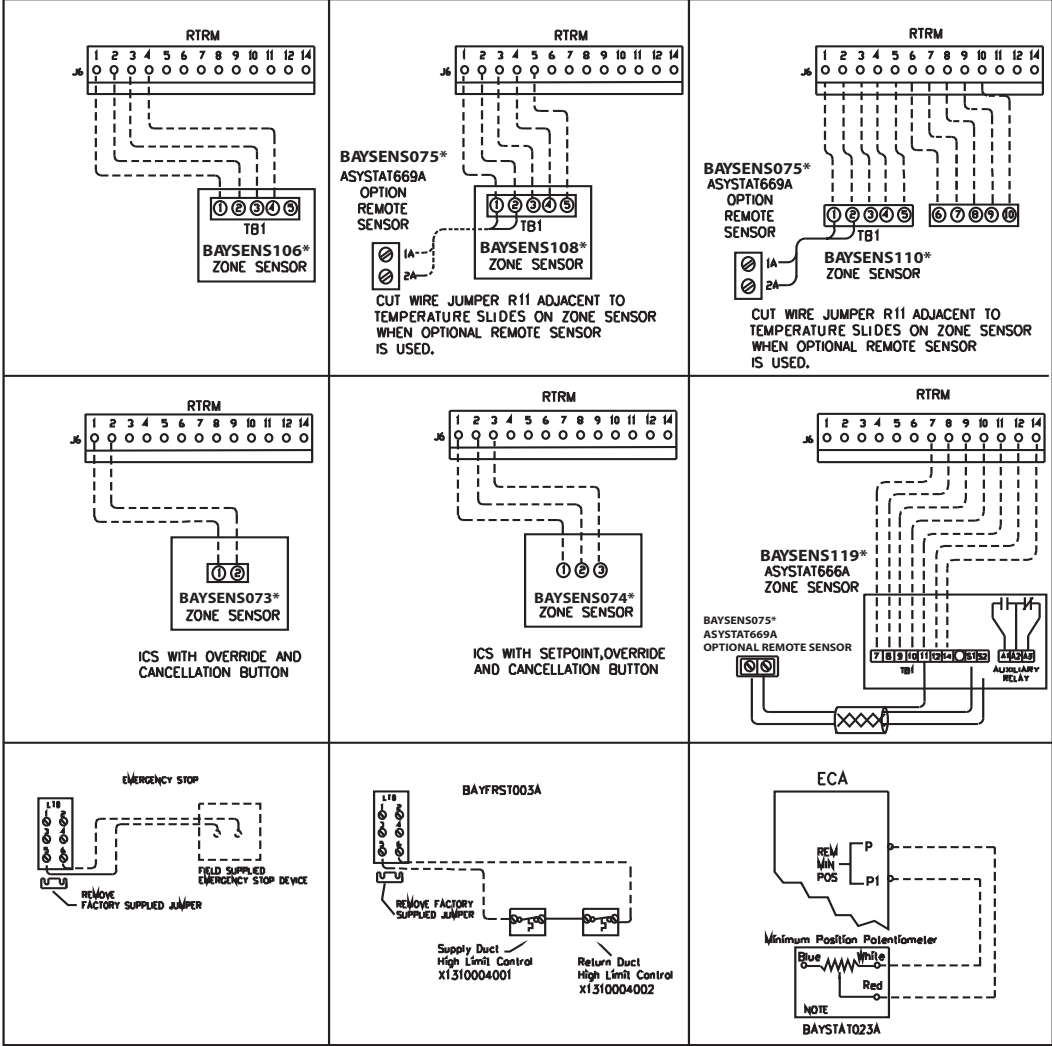 RTRM
1 2 3 4 5 6 7 8 9 10 11 12 14
J6
1 2 3 4 5
TB1
BAYSENS106*
ZONE SENSOR
RTRM
1 2 3 4 5 6 7 8 9 10 11 12 14
J6
BAYSENS075*
ASYSTAT669A
OPTION
REMOTE
SENSOR
1 2 3 4 5
TB1
1A
2A
BAYSENS108*
ZONE SENSOR
CUT WIRE JUMPER R11 ADJACENT TO
TEMPERATURE SLIDES ON ZONE SENSOR
WHEN OPTIONAL REMOTE SENSOR
IS USED.
RTRM
1 2 3 4 5 6 7 8 9 10 11 12 14
J6
BAYSENS075*
ASYSTAT669A
OPTION
REMOTE
SENSOR
1 2 3 4 5 6 7 8 9 10
TB1
1A
2A
BAYSENS110*
ZONE SENSOR
CUT WIRE JUMPER R11 ADJACENT TO
TEMPERATURE SLIDES ON ZONE SENSOR
WHEN OPTIONAL REMOTE SENSOR
IS USED.
RTRM
1 2 3 4 5 6 7 8 9 10 11 12 14
J6
1 2
BAYSENS073*
ZONE SENSOR
ICS WITH OVERRIDE AND
CANCELLATION BUTTON
RTRM
1 2 3 4 5 6 7 8 9 10 11 12 14
J6
1 2 3
BAYSENS074*
ZONE SENSOR
ICS WITH SETPOINT,OVERRIDE
AND CANCELLATION BUTTON
RTRM
1 2 3 4 5 6 7 8 9 10 11 12 14
J6
BAYSENS119*
ASYSTAT666A
ZONE SENSOR
BAYSENS075*
ASYSTAT669A
OPTIONAL REMOTE SENSOR
7 8 9 10 11 12 14 S1 S2
TB1
A1 A2 A3
AUXILIARY
RELAY
EMERGENCY STOP
LTB
1 2
3 4
5 6
FIELD SUPPLIED
EMERGENCY STOP DEVICE
REMOVE
FACTORY SUPPLIED JUMPER
BAYFRST003A
LTB
1 2
3 4
5 6
REMOVE FACTORY
SUPPLIED JUMPER
Supply Duct
High Limit Control
X1310004001
Return Duct
High Limit Control
X1310004002
ECA
REM
MIN
POS
P
P1
Minimum Position Potentiometer
Blue
White
Red
NOTE
BAYSTAT023A